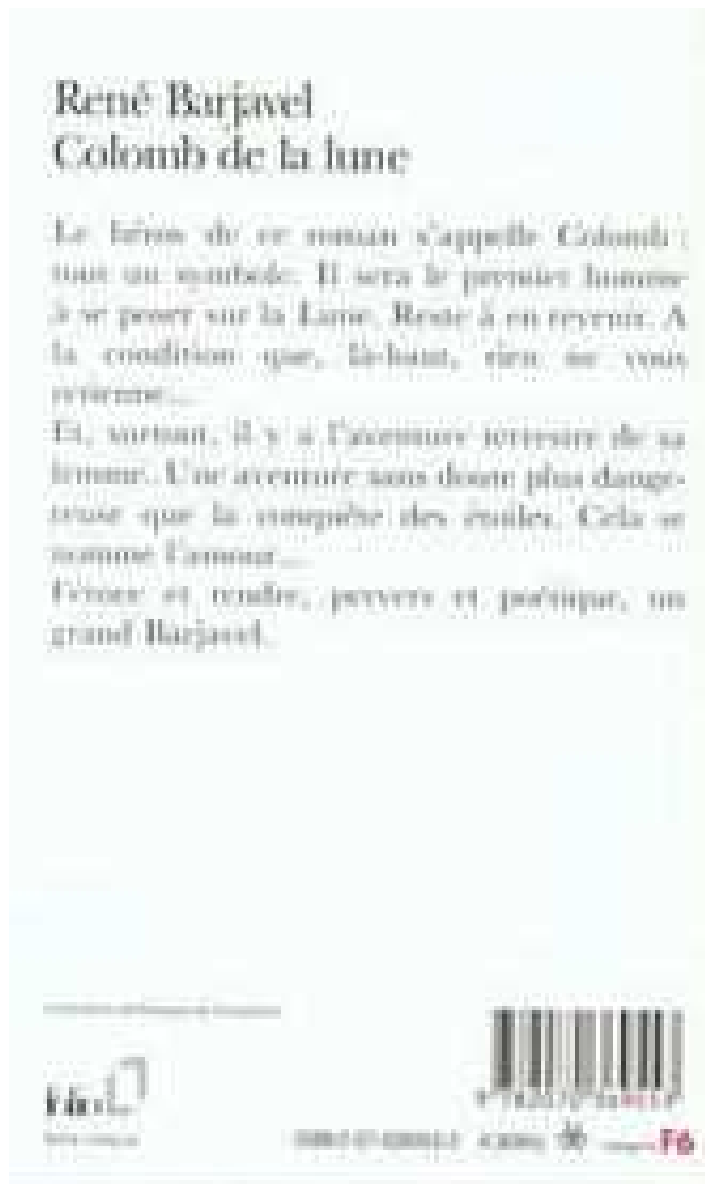 René Barjavel
Colomb de la lune
Le héros de ce roman s'appelle Colomb :
tout un symbole. Il sera le premier homme
à se poser sur la Lune. Reste à en revenir. A
la condition que, là-haut, rien ne vous
retienne...
Et, surtout, il y a l'aventure terrestre de sa
femme. Une aventure sans doute plus dange-
reuse que la conquête des étoiles. Cela se
nomme l'amour...
Féroce et tendre, pervers et poétique, un
grand Barjavel.
folio
F6